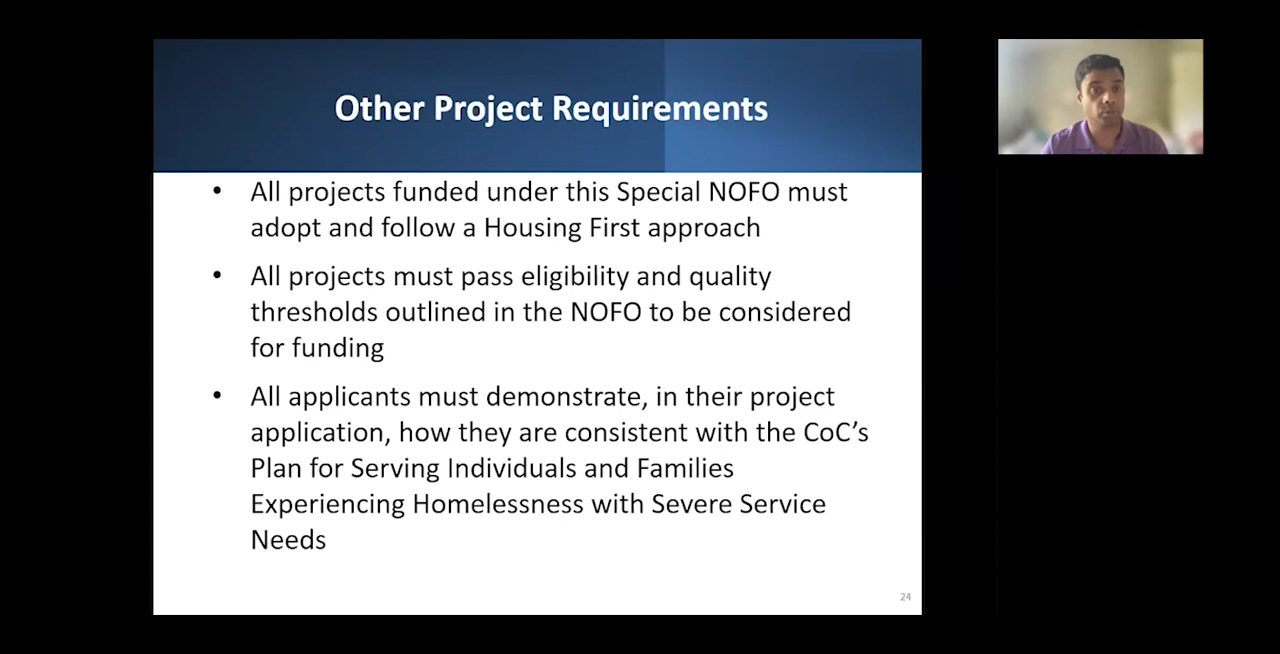 Other Project Requirements
• All projects funded under this Special NOFO must
adopt and follow a Housing First approach
• All projects must pass eligibility and quality
thresholds outlined in the NOFO to be considered
for funding
• All applicants must demonstrate, in their project
application, how they are consistent with the CoC’s
Plan for Serving Individuals and Families
Experiencing Homelessness with Severe Service
Needs
24